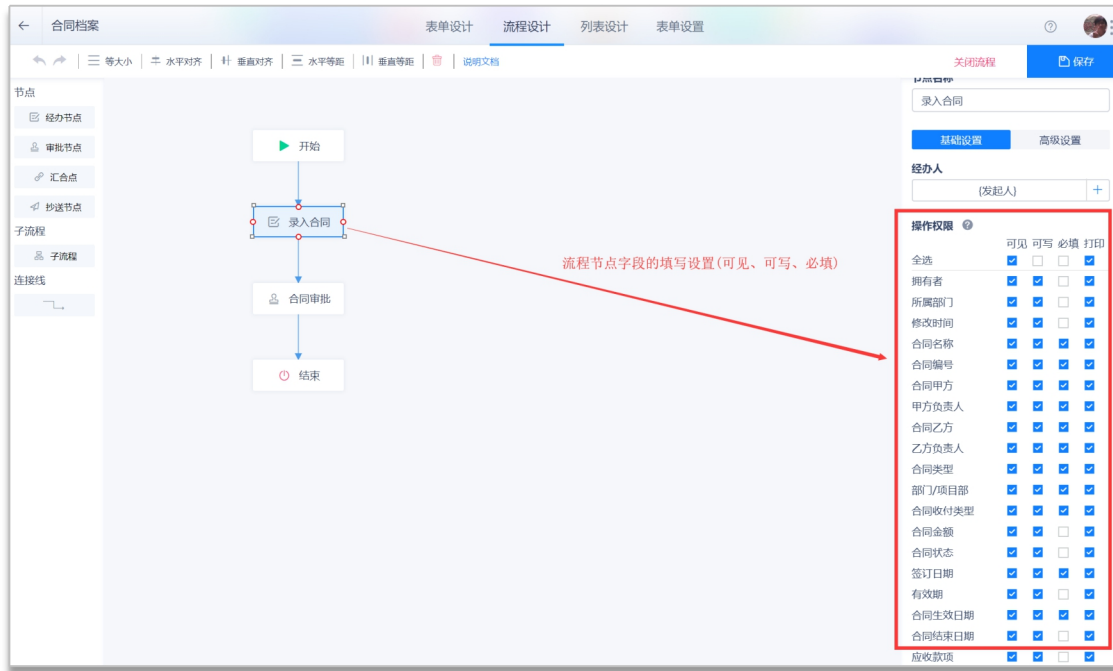 合同档案
表单设计 流程设计 列表设计 表单设置
等大小 水平对齐 垂直对齐 水平等距 垂直等距 说明文档 关闭流程 保存
节点
经办节点
审批节点
汇合点
抄送节点
子流程
子流程
连接线
开始
录入合同
合同审批
结束
流程节点字段的填写设置(可见、可写、必填)
节点名称
录入合同
基础设置 高级设置
经办人
{发起人} +
操作权限
可见 可写 必填 打印
全选
拥有者
所属部门
修改时间
合同名称
合同编号
合同甲方
甲方负责人
合同乙方
乙方负责人
合同类型
部门/项目部
合同收付类型
合同金额
合同状态
签订日期
有效期
合同生效日期
合同结束日期
应收款项